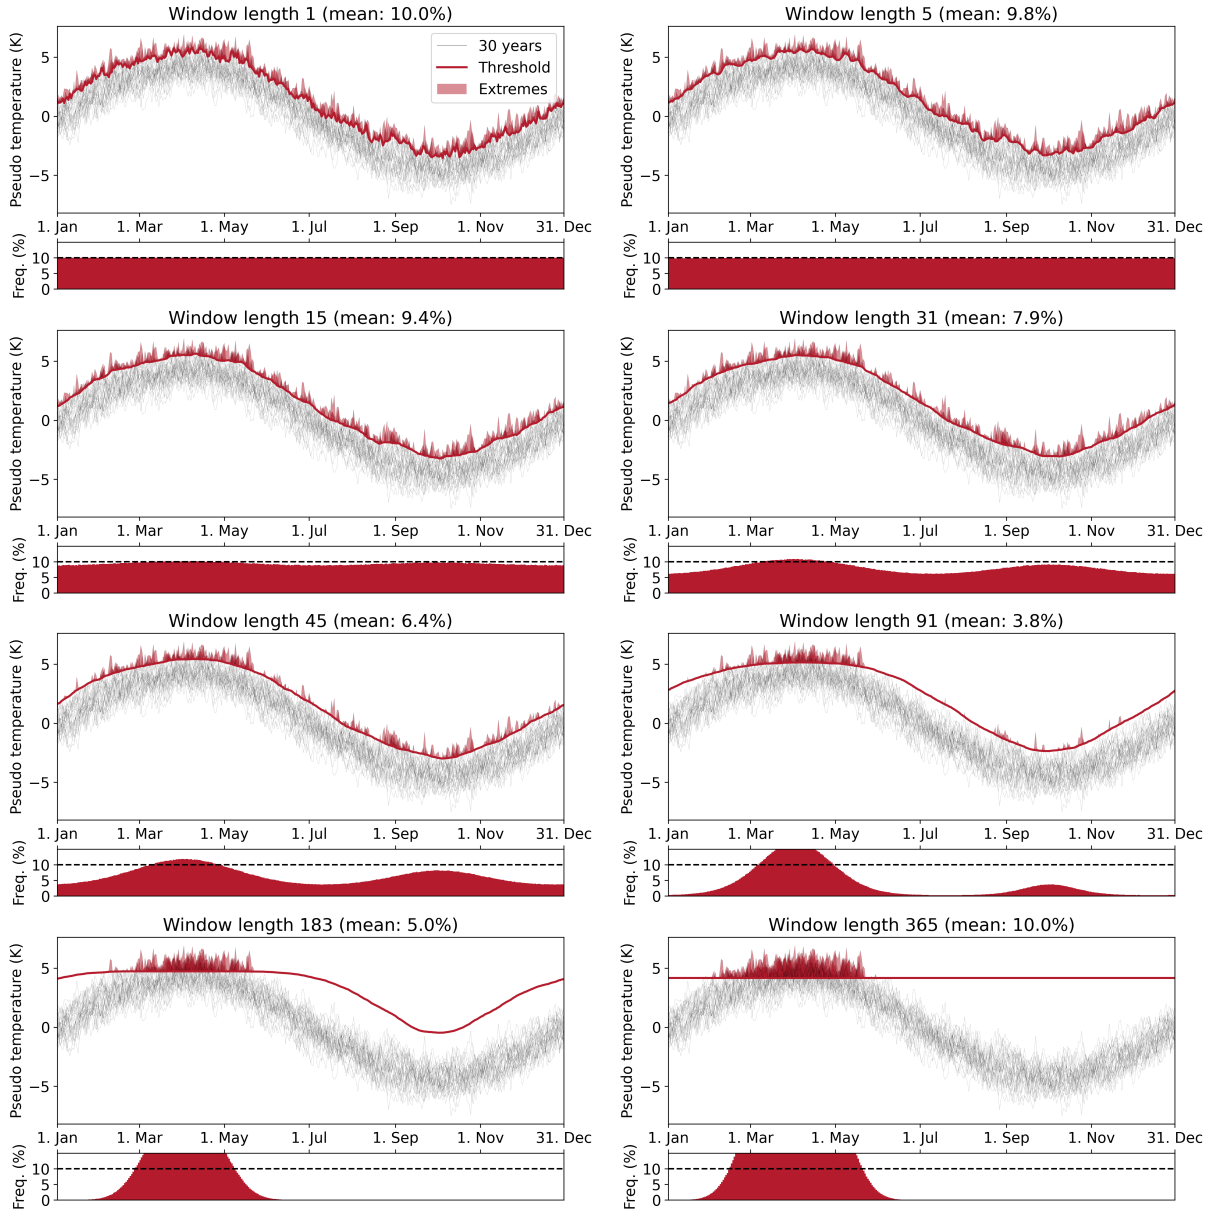 Window length 1 (mean: 10.0%)
Pseudo temperature (K)
5
0
−5
30 years
Threshold
Extremes
1. Jan 1. Mar 1. May 1. Jul 1. Sep 1. Nov 31. Dec
Freq. (%)
10
5
0
Window length 5 (mean: 9.8%)
Pseudo temperature (K)
5
0
−5
1. Jan 1. Mar 1. May 1. Jul 1. Sep 1. Nov 31. Dec
Freq. (%)
10
5
0
Window length 15 (mean: 9.4%)
Pseudo temperature (K)
5
0
−5
1. Jan 1. Mar 1. May 1. Jul 1. Sep 1. Nov 31. Dec
Freq. (%)
10
5
0
Window length 31 (mean: 7.9%)
Pseudo temperature (K)
5
0
−5
1. Jan 1. Mar 1. May 1. Jul 1. Sep 1. Nov 31. Dec
Freq. (%)
10
5
0
Window length 45 (mean: 6.4%)
Pseudo temperature (K)
5
0
−5
1. Jan 1. Mar 1. May 1. Jul 1. Sep 1. Nov 31. Dec
Freq. (%)
10
5
0
Window length 91 (mean: 3.8%)
Pseudo temperature (K)
5
0
−5
1. Jan 1. Mar 1. May 1. Jul 1. Sep 1. Nov 31. Dec
Freq. (%)
10
5
0
Window length 183 (mean: 5.0%)
Pseudo temperature (K)
5
0
−5
1. Jan 1. Mar 1. May 1. Jul 1. Sep 1. Nov 31. Dec
Freq. (%)
10
5
0
Window length 365 (mean: 10.0%)
Pseudo temperature (K)
5
0
−5
1. Jan 1. Mar 1. May 1. Jul 1. Sep 1. Nov 31. Dec
Freq. (%)
10
5
0